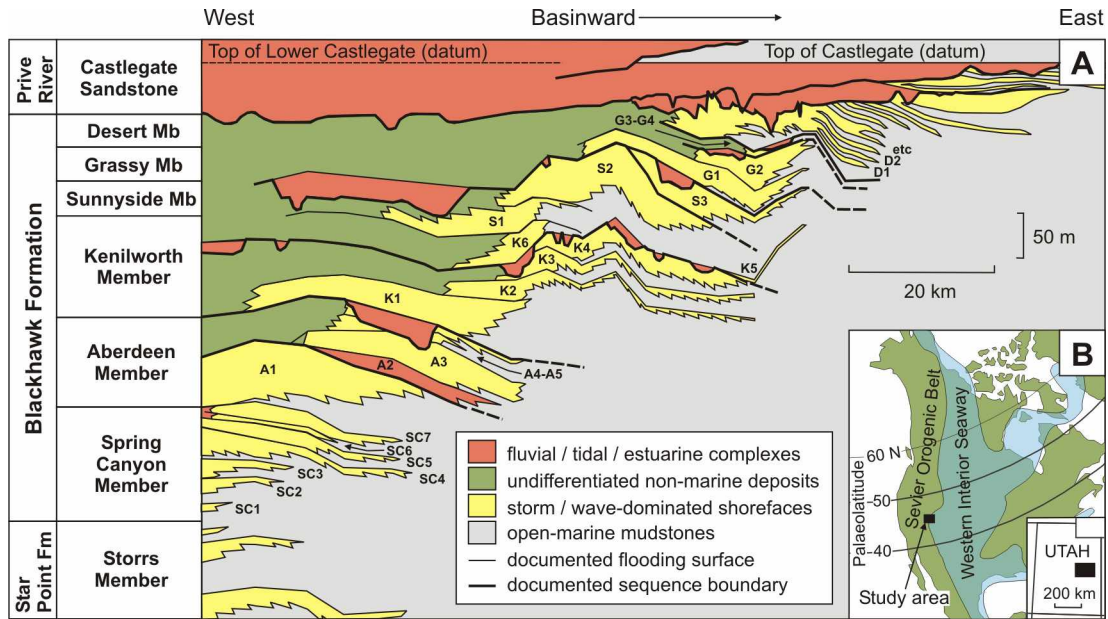 West
Basinward
East
Prive River
Castlegate Sandstone
Top of Lower Castlegate (datum)
Top of Castlegate (datum)
A
Blackhawk Formation
Desert Mb
Grassy Mb
Sunnyside Mb
Kenilworth Member
Aberdeen Member
Spring Canyon Member
Star Point Fm
Storrs Member
G3-G4
etc
D2
D1
S2
G1
G2
S3
S1
K6
K4
K3
K5
K2
K1
A3
A2
A1
A4-A5
SC7
SC6
SC5
SC4
SC3
SC2
SC1
50 m
20 km
fluvial / tidal / estuarine complexes
undifferentiated non-marine deposits
storm / wave-dominated shorefaces
open-marine mudstones
documented flooding surface
documented sequence boundary
B
Palaeolatitude
60 N
50
40
Sevier Orogenic Belt
Western Interior Seaway
Study area
UTAH
200 km